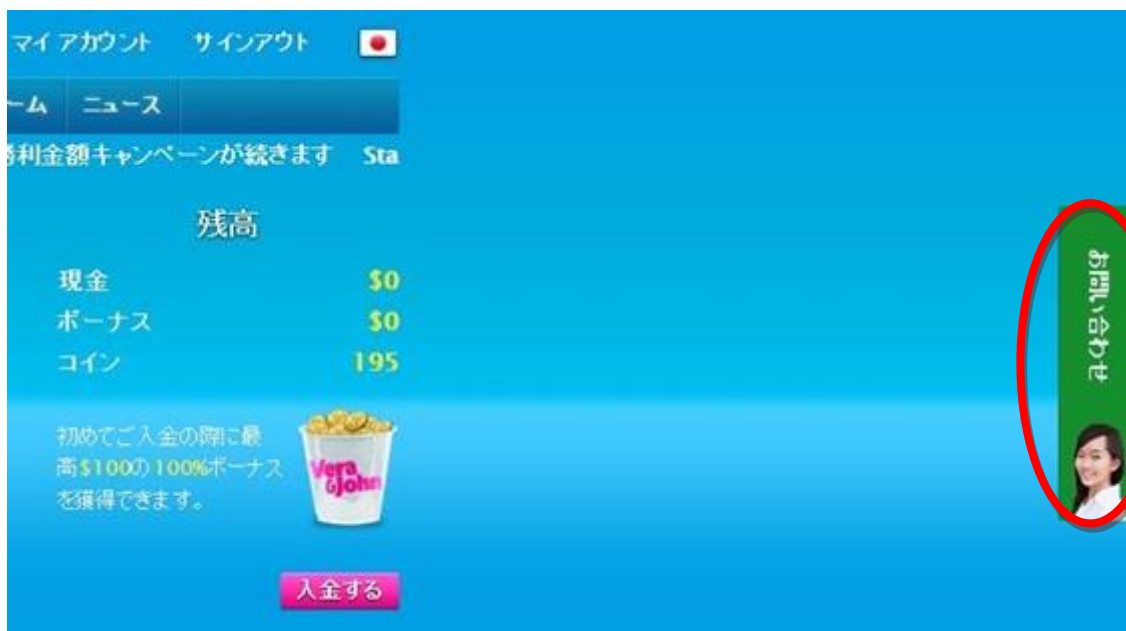 マイ アカウント サインアウト
ーム ニュース
勝利金額キャンペーンが続きます Sta
残高
現金 $0
ボーナス $0
コイン 195
初めてご入金の際に最
高$100の100%ボーナス
を獲得できます。
Vera
&John
入金する
お問い合わせ